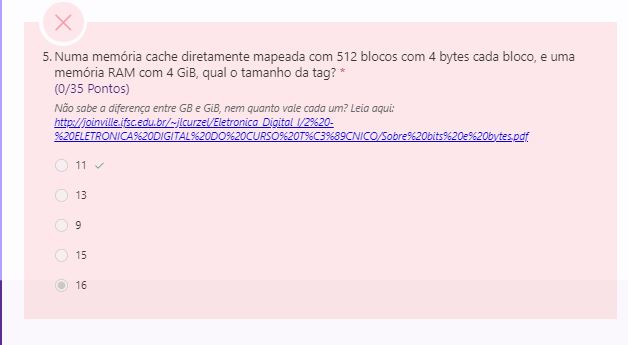 5. Numa memória cache diretamente mapeada com 512 blocos com 4 bytes cada bloco, e uma
memória RAM com 4 GiB, qual o tamanho da tag? *
(0/35 Pontos)
Não sabe a diferença entre GB e GiB, nem quanto vale cada um? Leia aqui:
http://joinville.ifsc.edu.br/~jlcurzel/Eletronica_Digital_I/2%20-
%20ELETRONICA%20DIGITAL%20DO%20CURSO%20T%C3%89CNICO/Sobre%20bits%20e%20bytes.pdf
11
13
9
15
16